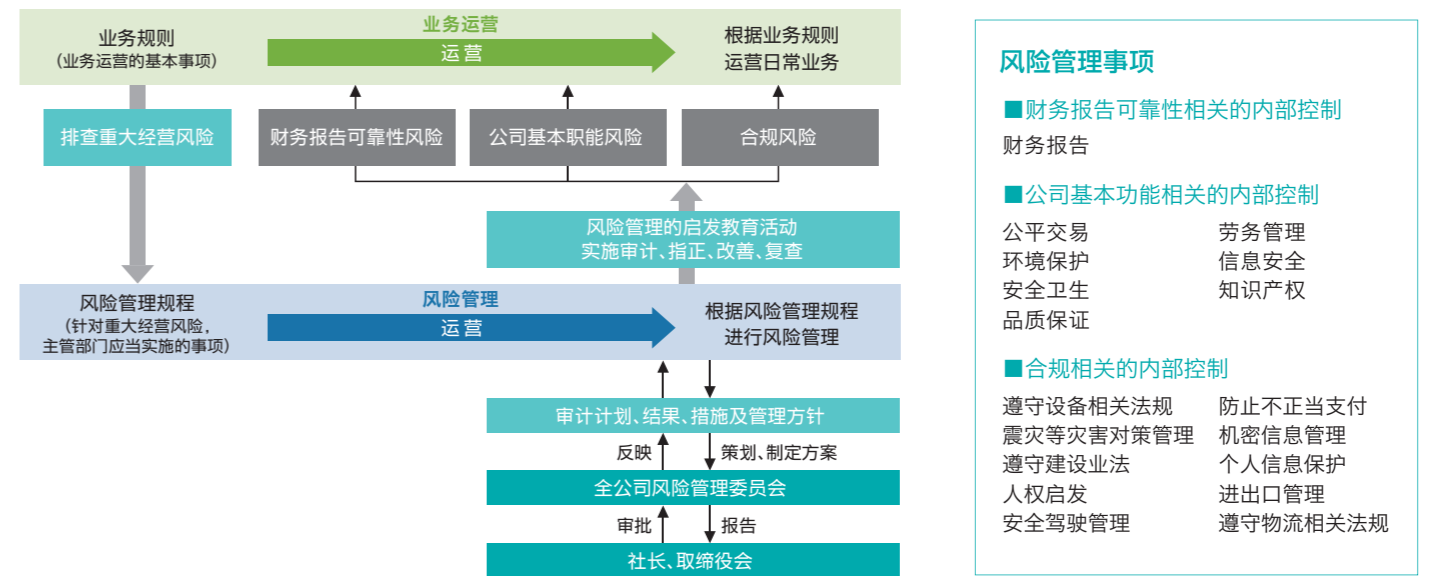 业务规则
(业务运营的基本事项)
业务运营
运营
根据业务规则
运营日常业务
排查重大经营风险
财务报告可靠性风险
公司基本职能风险
合规风险
风险管理的启发教育活动
实施审计、指正、改善、复查
风险管理规程
(针对重大经营风险,
主管部门应当实施的事项)
风险管理
运营
根据风险管理规程
进行风险管理
审计计划、结果、措施及管理方针
反映
策划、制定方案
全公司风险管理委员会
审批
报告
社长、取缔役会
风险管理事项
■财务报告可靠性相关的内部控制
财务报告
■公司基本功能相关的内部控制
公平交易
劳务管理
环境保护
信息安全
安全卫生
知识产权
品质保证
■合规相关的内部控制
遵守设备相关法规
防止不正当支付
震灾等灾害对策管理
机密信息管理
遵守建设业法
个人信息保护
人权启发
进出口管理
安全驾驶管理
遵守物流相关法规